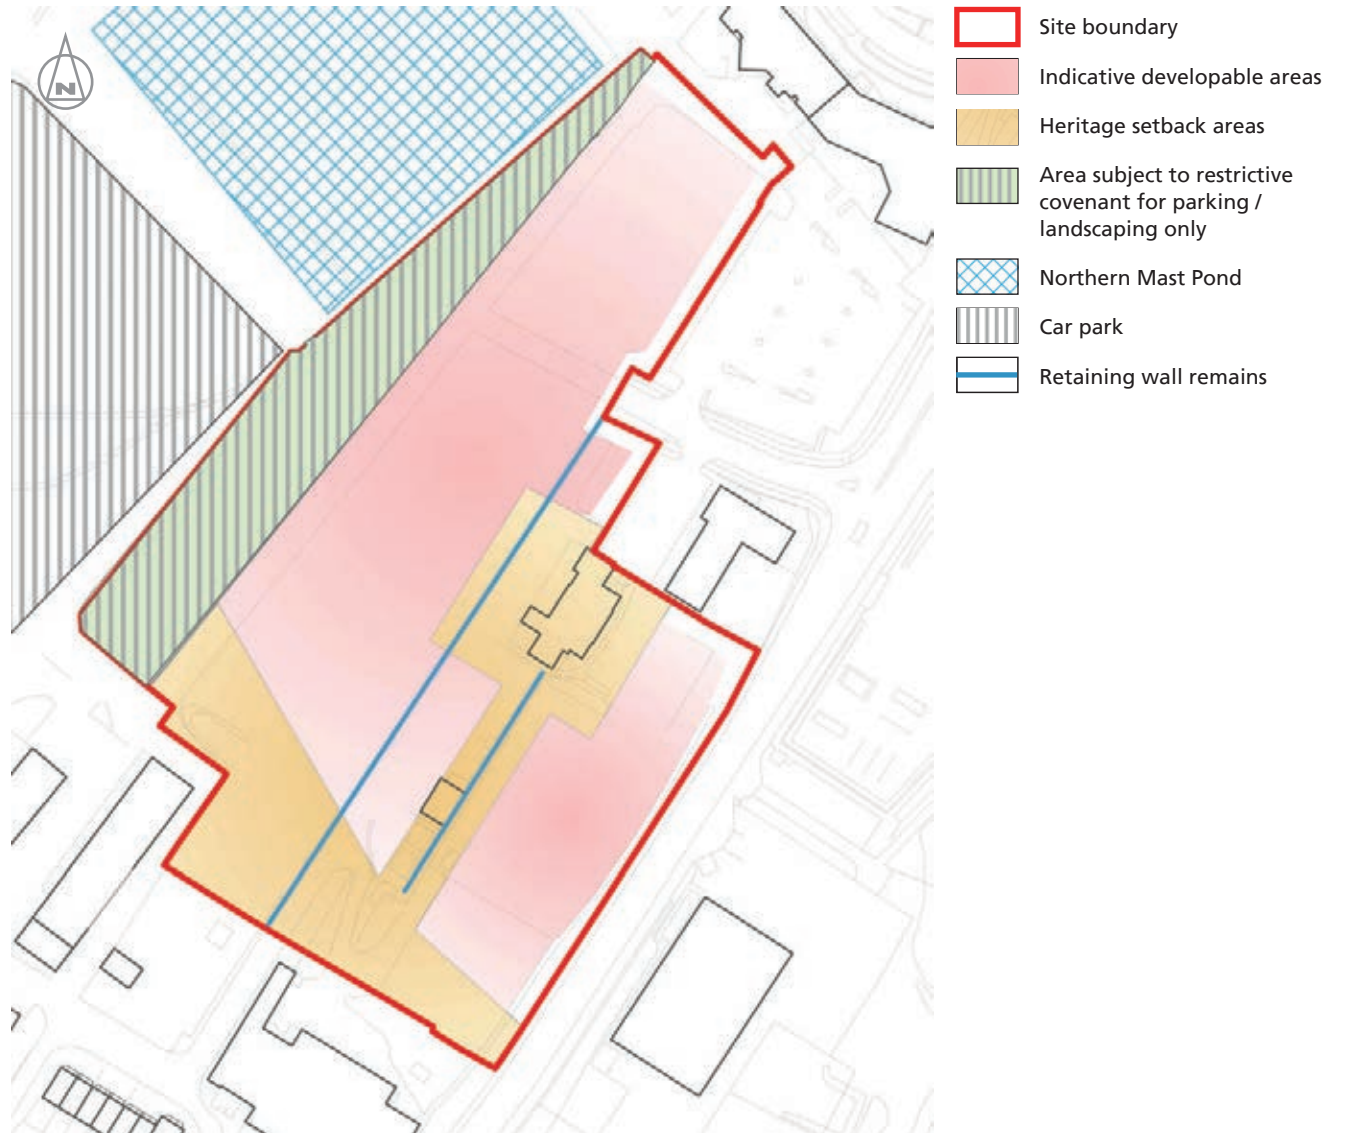 N
Site boundary
Indicative developable areas
Heritage setback areas
Area subject to restrictive
covenant for parking /
landscaping only
Northern Mast Pond
Car park
Retaining wall remains